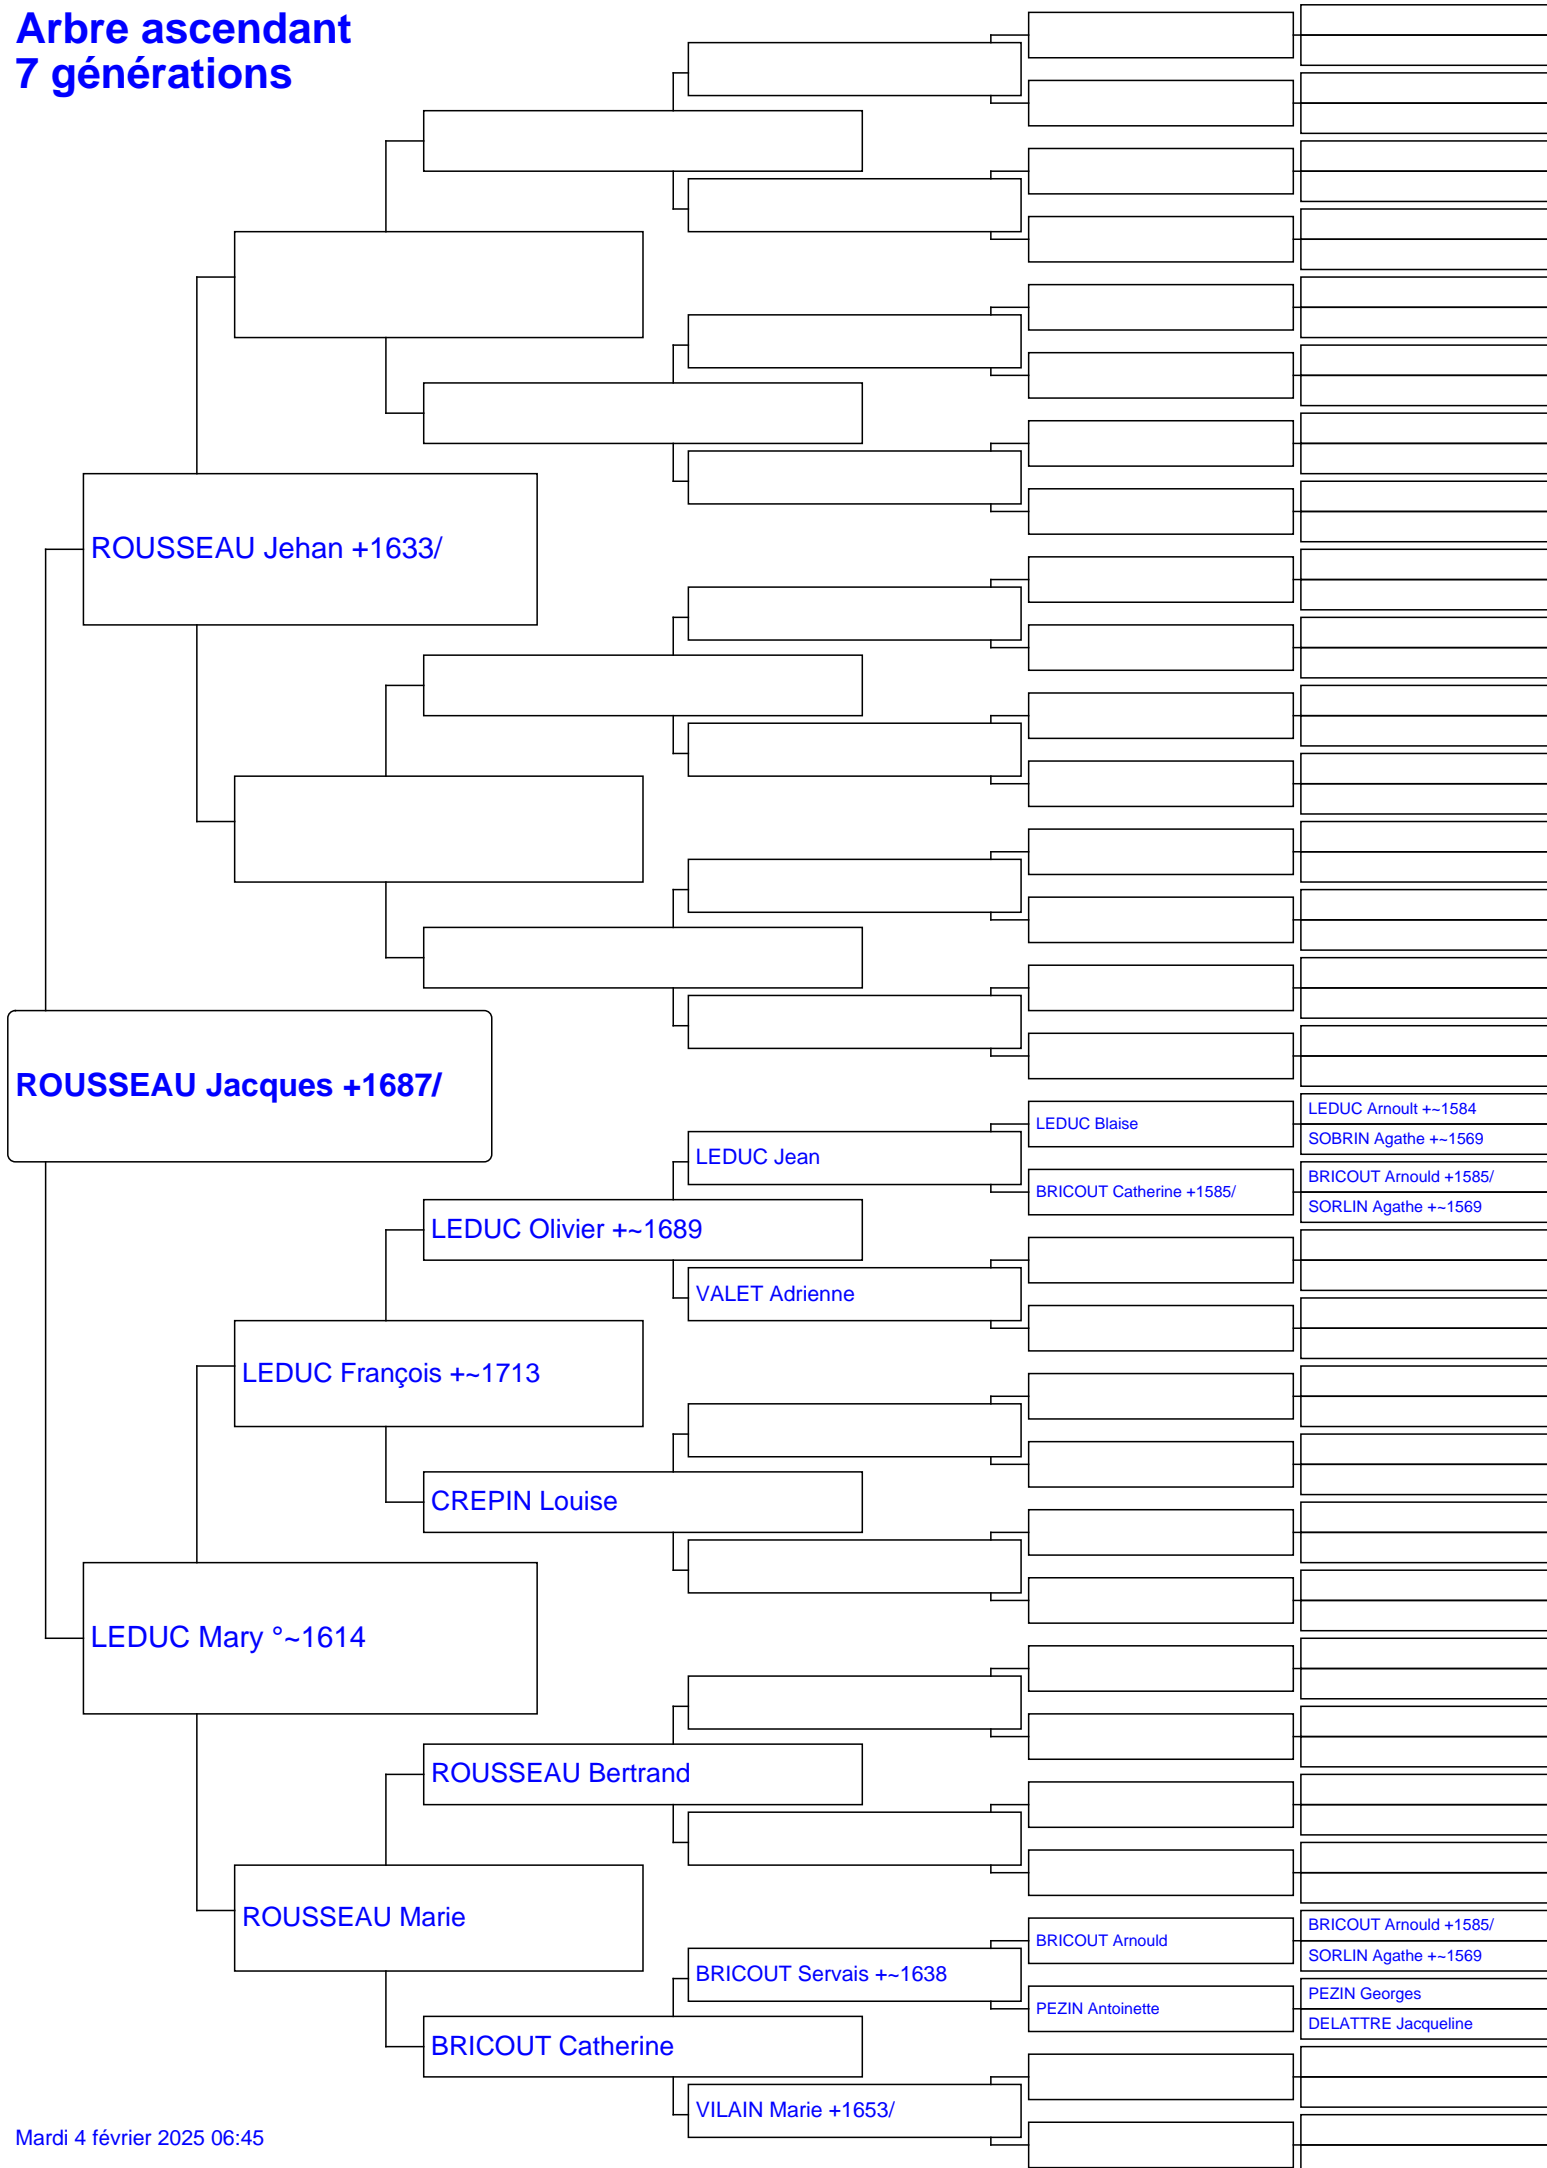 Arbre ascendant
7 générations
ROUSSEAU Jehan +1633/
ROUSSEAU Jacques +1687/
LEDUC Arnoult +~1584
LEDUC Blaise
SOBRIN Agathe +~1569
LEDUC Jean
BRICOUT Arnould +1585/
BRICOUT Catherine +1585/
SORLIN Agathe +~1569
LEDUC Olivier +~1689
VALET Adrienne
LEDUC François +~1713
CREPIN Louise
LEDUC Mary °~1614
ROUSSEAU Bertrand
ROUSSEAU Marie
BRICOUT Arnould +1585/
BRICOUT Arnould
SORLIN Agathe +~1569
BRICOUT Servais +~1638
PEZIN Georges
PEZIN Antoinette
DELATTRE Jacqueline
BRICOUT Catherine
VILAIN Marie +1653/
Mardi 4 février 2025 06:45